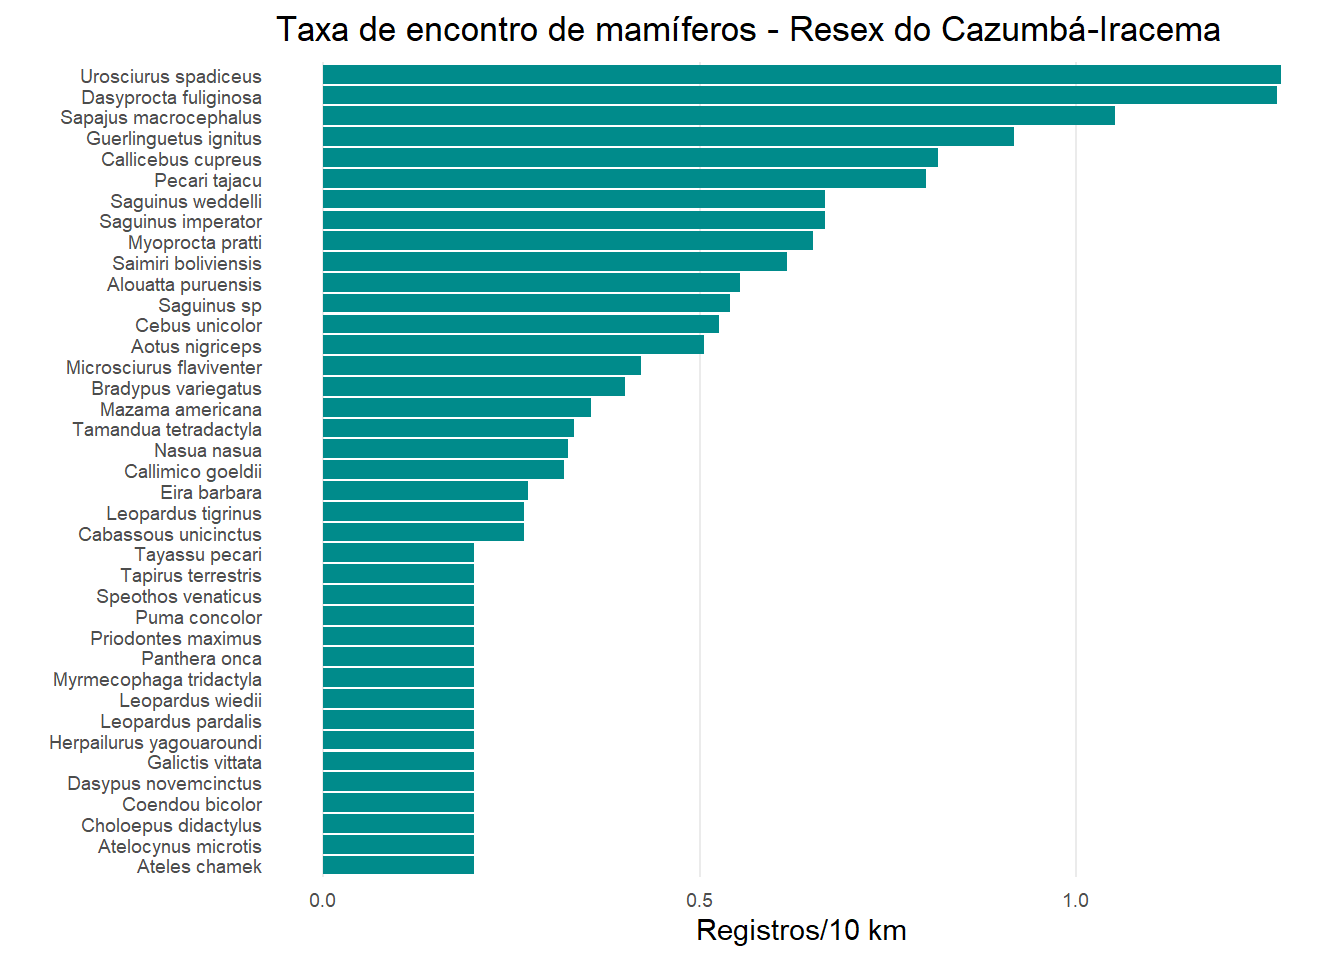 Taxa de encontro de mamíferos - Resex do Cazumbá-Iracema
Urosciurus spadiceus
Dasyprocta fuliginosa
Sapajus macrocephalus
Guerlinguetus ignitus
Callicebus cupreus
Pecari tajacu
Saguinus weddelli
Saguinus imperator
Myoprocta pratti
Saimiri boliviensis
Alouatta puruensis
Saguinus sp
Cebus unicolor
Aotus nigriceps
Microsciurus flaviventer
Bradypus variegatus
Mazama americana
Tamandua tetradactyla
Nasua nasua
Callimico goeldii
Eira barbara
Leopardus tigrinus
Cabassous unicinctus
Tayassu pecari
Tapirus terrestris
Speothos venaticus
Puma concolor
Priodontes maximus
Panthera onca
Myrmecophaga tridactyla
Leopardus wiedii
Leopardus pardalis
Herpailurus yagouaroundi
Galictis vittata
Dasypus novemcinctus
Coendou bicolor
Choloepus didactylus
Atelocynus microtis
Ateles chamek
0.0 0.5 1.0
Registros/10 km